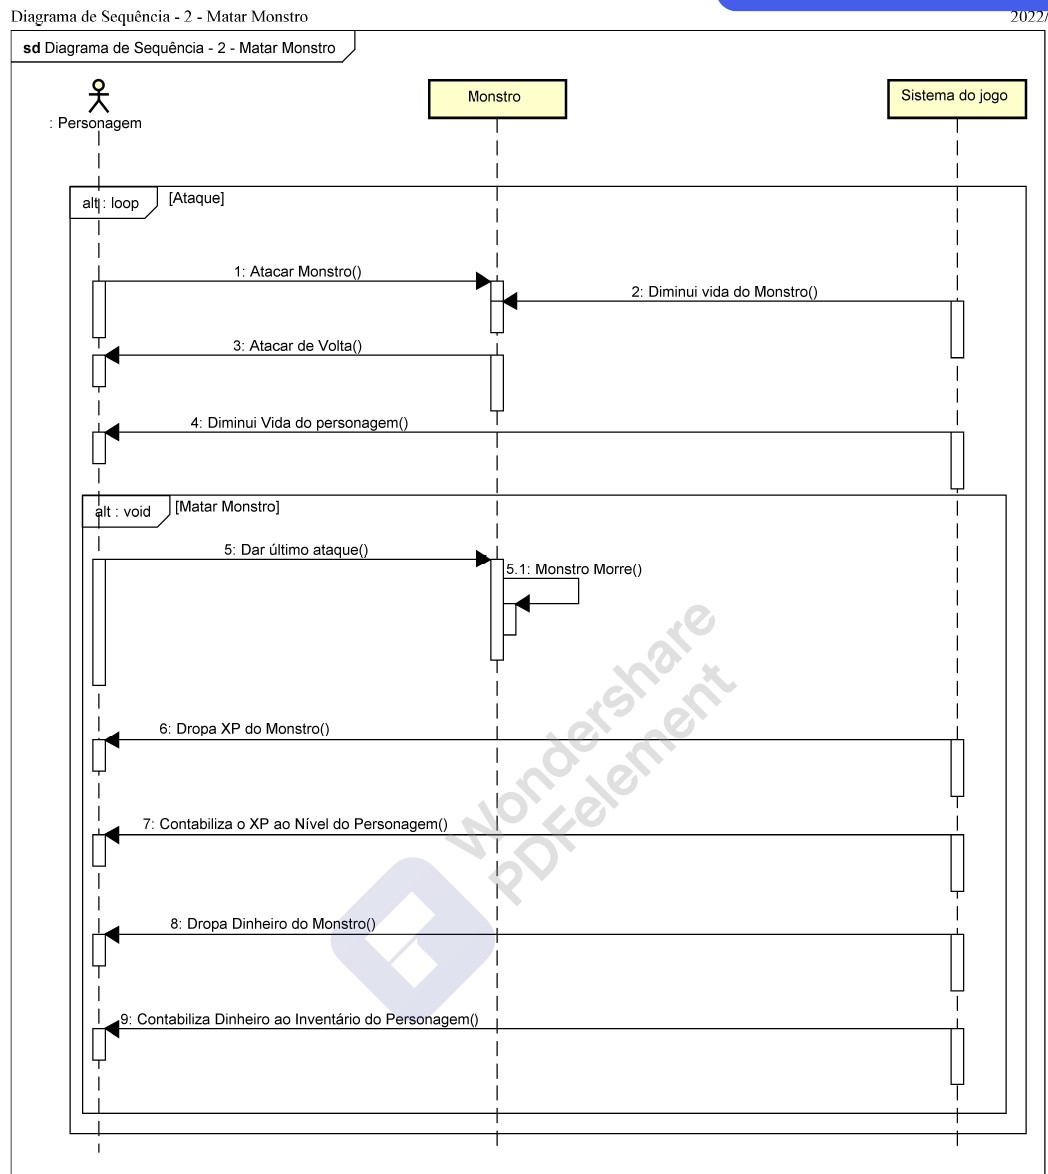 Diagrama de Sequência - 2 - Matar Monstro
2022/
sd Diagrama de Sequência - 2 - Matar Monstro
: Personagem
Monstro
Sistema do jogo
alt : loop
[Ataque]
1: Atacar Monstro()
2: Diminui vida do Monstro()
3: Atacar de Volta()
4: Diminui Vida do personagem()
alt : void
[Matar Monstro]
5: Dar último ataque()
5.1: Monstro Morre()
6: Dropa XP do Monstro()
7: Contabiliza o XP ao Nível do Personagem()
8: Dropa Dinheiro do Monstro()
9: Contabiliza Dinheiro ao Inventário do Personagem()
Wondershare
PDFelement